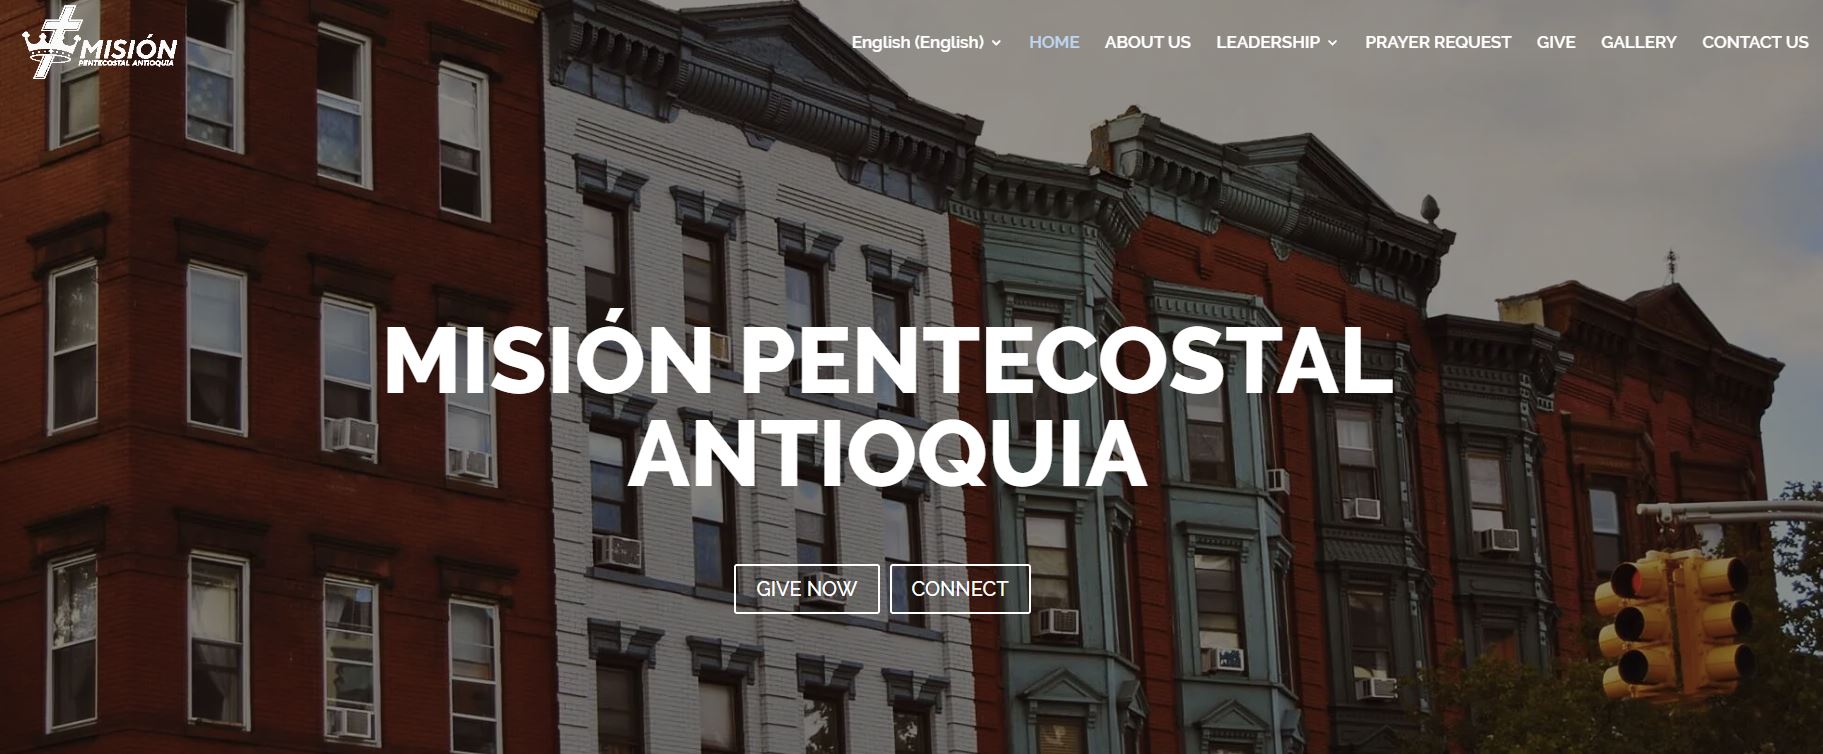 MISIÓN
PENTECOSTAL ANTIOQUIA
English (English) HOME ABOUT US LEADERSHIP PRAYER REQUEST GIVE GALLERY CONTACT US
MISIÓN PENTECOSTAL
ANTIOQUIA
GIVE NOW CONNECT